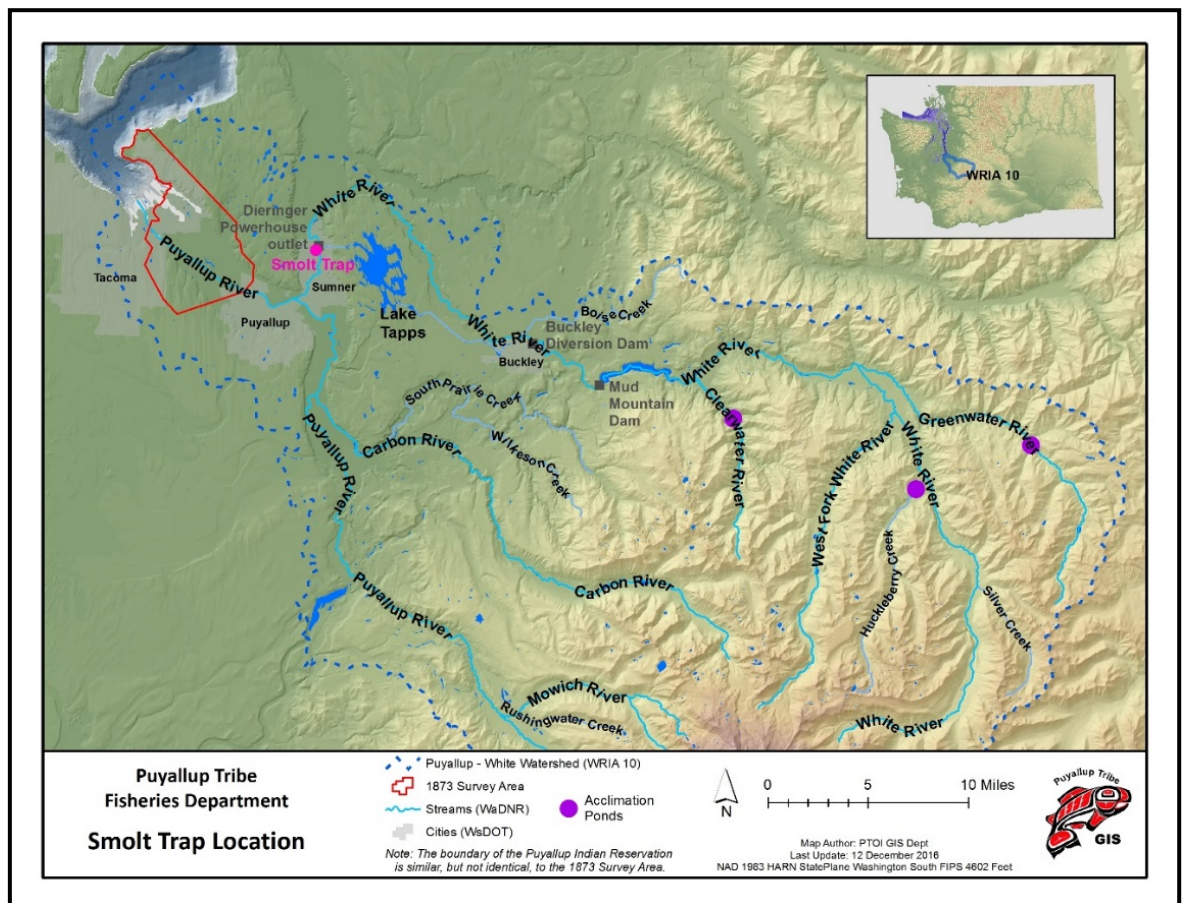 WRIA 10
White River
Dieringer
Powerhouse
outlet
Smolt Trap
Puyallup River
Tacoma
Sumner
Puyallup
Lake
Tapps
Boise Creek
White River
Buckley
Diversion Dam
Buckley
White River
Mud
Mountain
Dam
South Prairie Creek
Clearwater River
Greenwater River
Puyallup River
Carbon River
Wilkeson Creek
West Fork White River
White River
Huckleberry Creek
Silver Creek
Carbon River
Puyallup River
Mowich River
Rushingwater Creek
White River
Puyallup Tribe
Fisheries Department
Smolt Trap Location
Puyallup - White Watershed (WRIA 10)
1873 Survey Area
Streams (WaDNR)
Cities (WsDOT)
Acclimation
Ponds
Note: The boundary of the Puyallup Indian Reservation
is similar, but not identical, to the 1873 Survey Area.
N
0 5 10 Miles
Map Author: PTOI GIS Dept
Last Update: 12 December 2016
NAD 1983 HARN StatePlane Washington South FIPS 4602 Feet
Puyallup Tribe
GIS